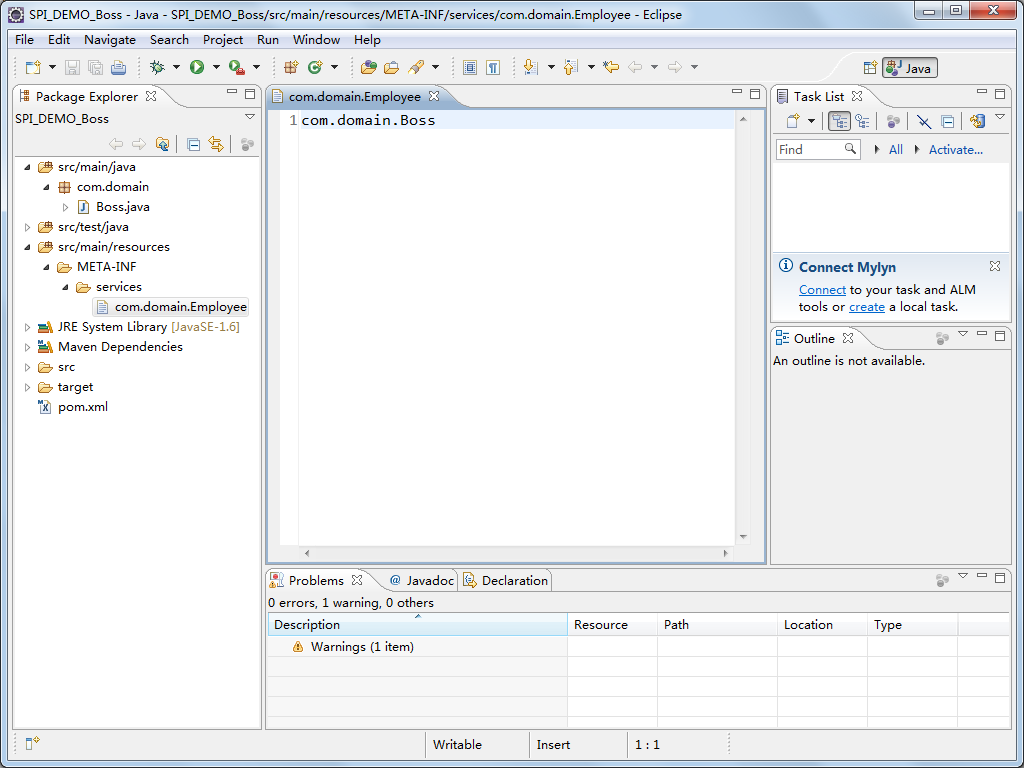 SPI_DEMO_Boss - Java - SPI_DEMO_Boss/src/main/resources/META-INF/services/com.domain.Employee - Eclipse
File Edit Navigate Search Project Run Window Help
Java
Package Explorer
SPI_DEMO_Boss
src/main/java
com.domain
Boss.java
src/test/java
src/main/resources
META-INF
services
com.domain.Employee
JRE System Library [JavaSE-1.6]
Maven Dependencies
src
target
pom.xml
com.domain.Employee
1 com.domain.Boss
Task List
Find All Activate...
Connect Mylyn
Connect to your task and ALM
tools or create a local task.
Outline
An outline is not available.
Problems @ Javadoc Declaration
0 errors, 1 warning, 0 others
Description Resource Path Location Type
Warnings (1 item)
Writable Insert 1 : 1